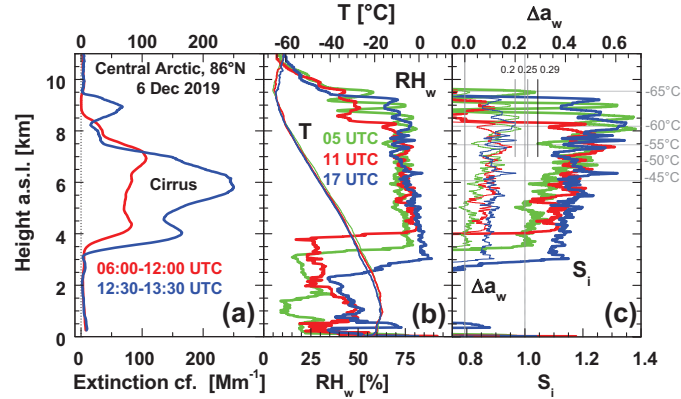 T [°C]
Δa_w
0 100 200
-60 -40 -20 0
0.0 0.2 0.4 0.6
Central Arctic, 86°N
6 Dec 2019
RH_w
0.2 0.25 0.29
-65°C
-60°C
-55°C
-50°C
-45°C
T
05 UTC
11 UTC
17 UTC
Cirrus
Height a.s.l. [km]
10
8
6
4
2
0
06:00-12:00 UTC
12:30-13:30 UTC
(a)
(b)
Δa_w
S_i
(c)
0 100 200
25 50 75
0.8 1.0 1.2 1.4
Extinction cf. [Mm⁻¹]
RH_w [%]
S_i